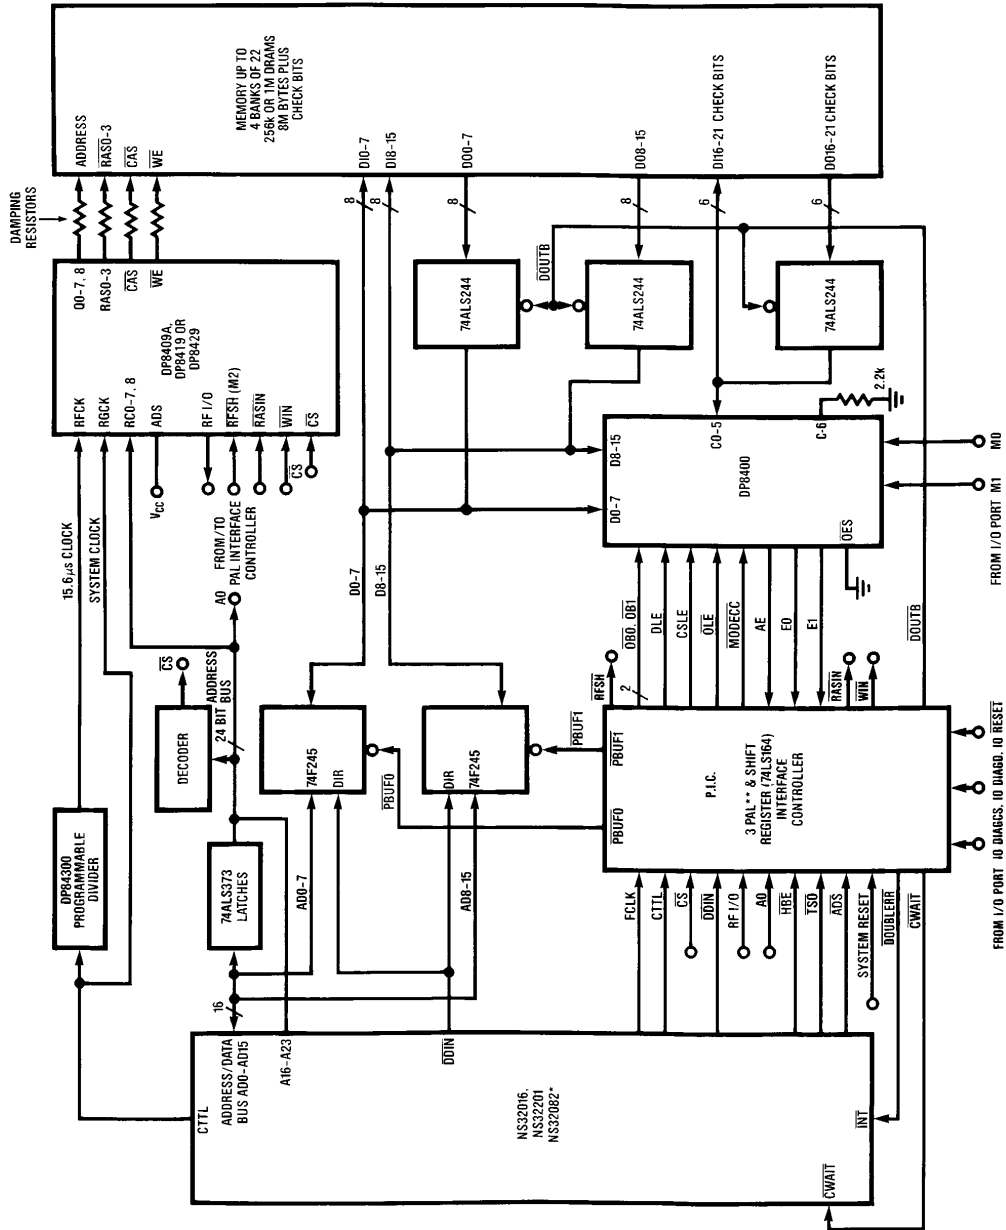 DAMPING
RESISTORS
MEMORY UP TO
4 BANKS OF 22
256k OR 1M DRAMS
8M BYTES PLUS
CHECK BITS
ADDRESS
RAS0-3
CAS
WE
DI0-7
DI8-15
DO0-7
DO8-15
DI16-21 CHECK BITS
DO16-21 CHECK BITS
8
8
8
8
6
6
Q0-7, 8
RAS0-3
CAS
WE
DP8409A,
DP8419 OR
DP8429
RFCK
RGCK
RC0-7, 8
ADS
RF I/O
RFSH (M2)
RASIN
WIN
CS
VCC
CS
15.6µs CLOCK
SYSTEM CLOCK
A0
FROM/TO
PAL INTERFACE
CONTROLLER
74ALS244
DOUTB
74ALS244
74ALS244
D0-7
D8-15
D0-7
D8-15
C0-5
C-6
2.2k
DP8400
OES
M0
FROM I/O PORT M1
OB0, OB1
DLE
CSLE
OLE
MODECC
AE
E0
E1
DOUTB
2
RFSH
RASIN
WIN
CS
DECODER
24 BIT ADDRESS
BUS
74F245
DIR
DIR
74F245
PBUF0
PBUF1
PBUF0
PBUF1
P.I.C.
3 PAL** & SHIFT
REGISTER (74LS164)
INTERFACE
CONTROLLER
FROM I/O PORT IO DIAGCS, IO DIAGD, IO RESET
DP84300
PROGRAMMABLE
DIVIDER
74ALS373
LATCHES
AD0-7
AD8-15
FCLK
CTTL
CS
DDIN
RF I/O
A0
HBE
TSO
ADS
SYSTEM RESET
DOUBLERR
CWAIT
16
CTTL
ADDRESS/DATA
BUS AD0-AD15
A16-A23
DDIN
NS32016,
NS32201
NS32082*
INT
CWAIT